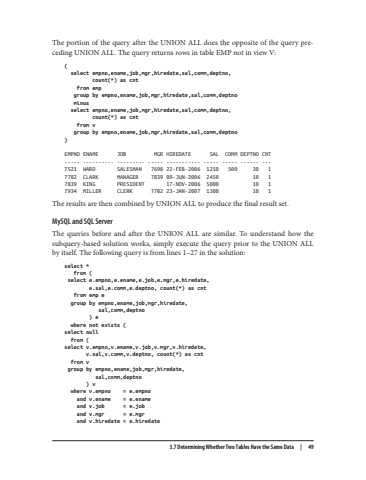 The portion of the query after the UNION ALL does the opposite of the query pre-
ceding UNION ALL. The query returns rows in table EMP not in view V:
(
select empno,ename,job,mgr,hiredate,sal,comm,deptno,
count(*) as cnt
from emp
group by empno,ename,job,mgr,hiredate,sal,comm,deptno
minus
select empno,ename,job,mgr,hiredate,sal,comm,deptno,
count(*) as cnt
from v
group by empno,ename,job,mgr,hiredate,sal,comm,deptno
)
EMPNO ENAME JOB MGR HIREDATE SAL COMM DEPTNO CNT
----- ---------- --------- ----- ----------- ----- ----- ------ ---
7521 WARD SALESMAN 7698 22-FEB-2006 1250 500 30 1
7782 CLARK MANAGER 7839 09-JUN-2006 2450 10 1
7839 KING PRESIDENT 17-NOV-2006 5000 10 1
7934 MILLER CLERK 7782 23-JAN-2007 1300 10 1
The results are then combined by UNION ALL to produce the final result set.
MySQL and SQL Server
The queries before and after the UNION ALL are similar. To understand how the
subquery-based solution works, simply execute the query prior to the UNION ALL
by itself. The following query is from lines 1–27 in the solution:
select *
from (
select e.empno,e.ename,e.job,e.mgr,e.hiredate,
e.sal,e.comm,e.deptno, count(*) as cnt
from emp e
group by empno,ename,job,mgr,hiredate,
sal,comm,deptno
) e
where not exists (
select null
from (
select v.empno,v.ename,v.job,v.mgr,v.hiredate,
v.sal,v.comm,v.deptno, count(*) as cnt
from v
group by empno,ename,job,mgr,hiredate,
sal,comm,deptno
) v
where v.empno = e.empno
and v.ename = e.ename
and v.job = e.job
and v.mgr = e.mgr
and v.hiredate = e.hiredate
3.7 Determining Whether Two Tables Have the Same Data | 49